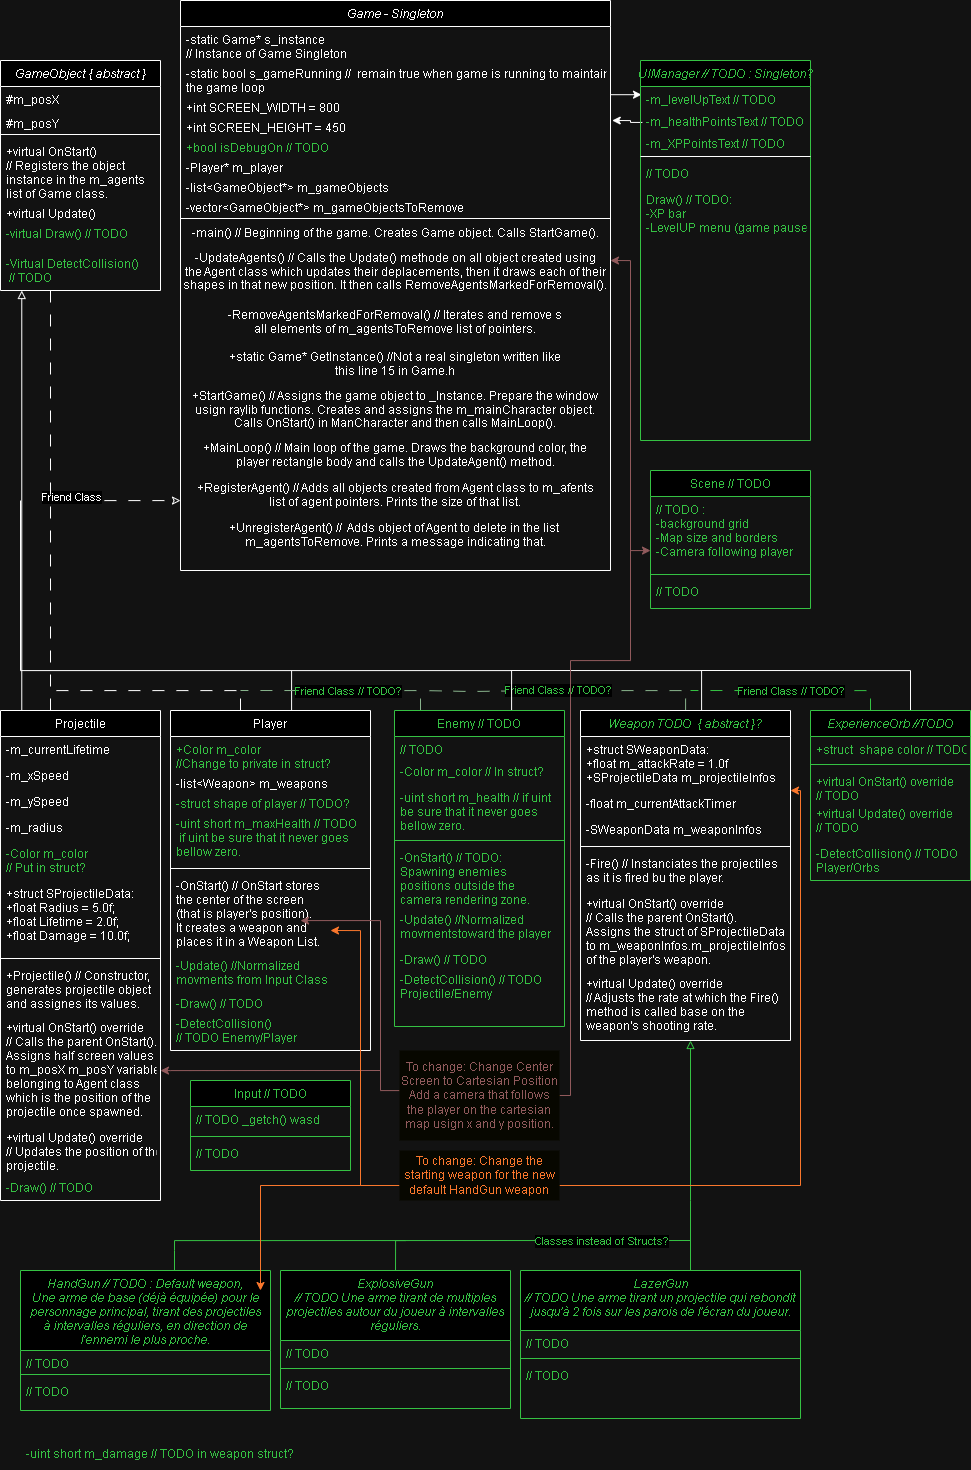 Game - Singleton
-static Game* s_instance
// Instance of Game Singleton
-static bool s_gameRunning // remain true when game is running to maintain
the game loop
+int SCREEN_WIDTH = 800
+int SCREEN_HEIGHT = 450
+bool isDebugOn // TODO
-Player* m_player
-list<GameObject*> m_gameObjects
-vector<GameObject*> m_gameObjectsToRemove
-main() // Beginning of the game. Creates Game object. Calls StartGame().
-UpdateAgents() // Calls the Update() methode on all object created using
the Agent class which updates their deplacements, then it draws each of their
shapes in that new position. It then calls RemoveAgentsMarkedForRemoval().
-RemoveAgentsMarkedForRemoval() // Iterates and remove s
all elements of m_agentsToRemove list of pointers.
+static Game* GetInstance() //Not a real singleton written like
this line 15 in Game.h
+StartGame() // Assigns the game object to _Instance. Prepare the window
usign raylib functions. Creates and assigns the m_mainCharacter object.
Calls OnStart() in ManCharacter and then calls MainLoop().
+MainLoop() // Main loop of the game. Draws the background color, the
player rectangle body and calls the UpdateAgent() method.
+RegisterAgent() // Adds all objects created from Agent class to m_afents
list of agent pointers. Prints the size of that list.
+UnregisterAgent() // Adds object of Agent to delete in the list
m_agentsToRemove. Prints a message indicating that.
GameObject { abstract }
#m_posX
#m_posY
+virtual OnStart()
// Registers the object
instance in the m_agents
list of Game class.
+virtual Update()
-virtual Draw() // TODO
-Virtual DetectCollision()
// TODO
UIManager // TODO : Singleton?
-m_levelUpText // TODO
-m_healthPointsText // TODO
-m_XPPointsText // TODO
// TODO
Draw() // TODO:
-XP bar
-LevelUP menu (game pause
Friend Class
Scene // TODO
// TODO :
-background grid
-Map size and borders
-Camera following player
// TODO
Friend Class // TODO?
Friend Class // TODO?
Friend Class // TODO?
Projectile
-m_currentLifetime
-m_xSpeed
-m_ySpeed
-m_radius
-Color m_color
// Put in struct?
+struct SProjectileData:
+float Radius = 5.0f;
+float Lifetime = 2.0f;
+float Damage = 10.0f;
+Projectile() // Constructor,
generates projectile object
and assignes its values.
+virtual OnStart() override
// Calls the parent OnStart().
Assigns half screen values
to m_posX m_posY variable
belonging to Agent class
which is the position of the
projectile once spawned.
+virtual Update() override
// Updates the position of the
projectile.
-Draw() // TODO
Player
+Color m_color
//Change to private in struct?
-list<Weapon> m_weapons
-struct shape of player // TODO?
-uint short m_maxHealth // TODO
if uint be sure that it never goes
bellow zero.
-OnStart() // OnStart stores
the center of the screen
(that is player's position).
It creates a weapon and
places it in a Weapon List.
-Update() //Normalized
movments from Input Class
-Draw() // TODO
-DetectCollision()
// TODO Enemy/Player
Enemy // TODO
// TODO
-Color m_color // In struct?
-uint short m_health // if uint
be sure that it never goes
bellow zero.
-OnStart() // TODO:
Spawning enemies
positions outside the
camera rendering zone.
-Update() //Normalized
movmentstoward the player
-Draw() // TODO
-DetectCollision() // TODO
Projectile/Enemy
Weapon TODO { abstract }?
+struct SWeaponData:
+float m_attackRate = 1.0f
+SProjectileData m_projectileInfos
-float m_currentAttackTimer
-SWeaponData m_weaponInfos
-Fire() // Instanciates the projectiles
as it is fired bu the player.
+virtual OnStart() override
// Calls the parent OnStart().
Assigns the struct of SProjectileData
to m_weaponInfos.m_projectileInfos
of the player's weapon.
+virtual Update() override
// Adjusts the rate at which the Fire()
method is called base on the
weapon's shooting rate.
ExperienceOrb //TODO
+struct shape color // TODO
+virtual OnStart() override
// TODO
+virtual Update() override
// TODO
-DetectCollision() // TODO
Player/Orbs
Input // TODO
// TODO _getch() wasd
// TODO
To change: Change Center
Screen to Cartesian Position
Add a camera that follows
the player on the cartesian
map usign x and y position.
To change: Change the
starting weapon for the new
default HandGun weapon
Classes instead of Structs?
HandGun // TODO : Default weapon,
Une arme de base (déjà équipée) pour le
personnage principal, tirant des projectiles
à intervalles réguliers, en direction de
l'ennemi le plus proche.
// TODO
// TODO
ExplosiveGun
// TODO Une arme tirant de multiples
projectiles autour du joueur à intervalles
réguliers.
// TODO
// TODO
LazerGun
// TODO Une arme tirant un projectile qui rebondit
jusqu'à 2 fois sur les parois de l'écran du joueur.
// TODO
// TODO
-uint short m_damage // TODO in weapon struct?